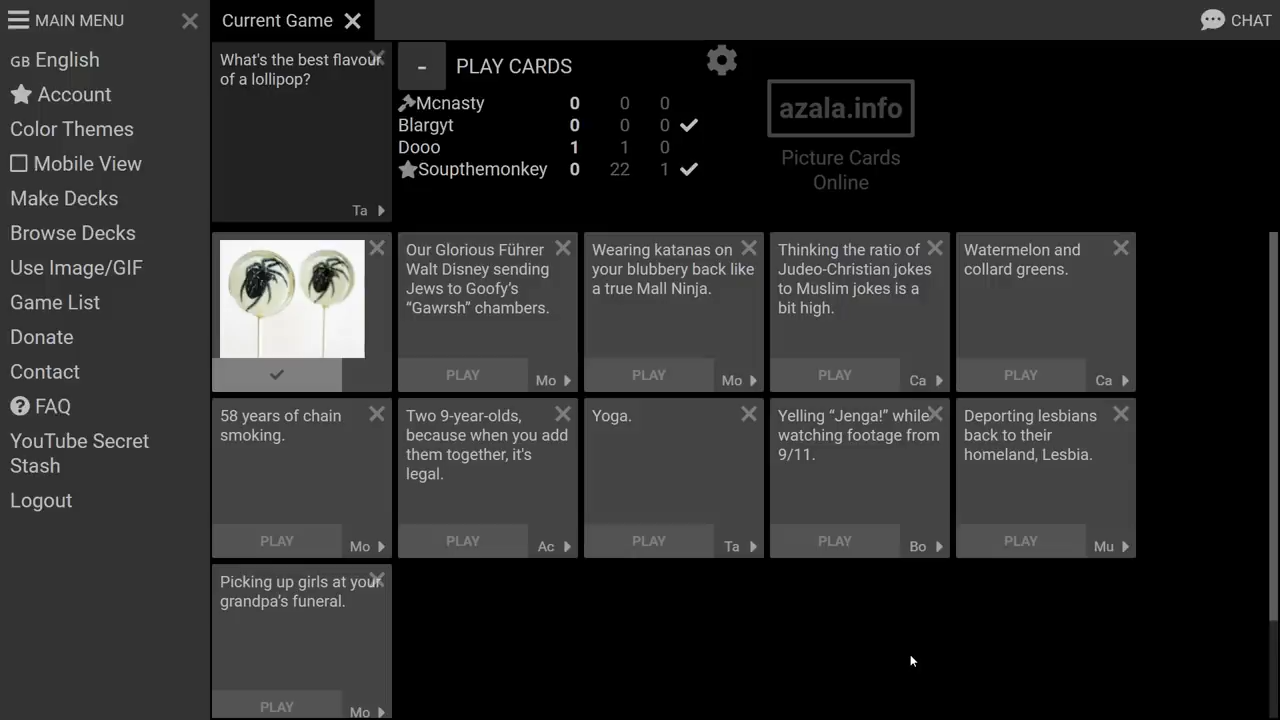 MAIN MENU
Current Game
CHAT
GB English
Account
Color Themes
Mobile View
Make Decks
Browse Decks
Use Image/GIF
Game List
Donate
Contact
FAQ
YouTube Secret
Stash
Logout
What's the best flavour
of a lollipop?
Ta
-
PLAY CARDS
Mcnasty 0 0 0
Blargyt 0 0 0
Dooo 1 1 0
Soupthemonkey 0 22 1
azala.info
Picture Cards
Online
Our Glorious Führer
Walt Disney sending
Jews to Goofy's
“Gawrsh” chambers.
PLAY
Mo
Wearing katanas on
your blubbery back like
a true Mall Ninja.
PLAY
Mo
Thinking the ratio of
Judeo-Christian jokes
to Muslim jokes is a
bit high.
PLAY
Ca
Watermelon and
collard greens.
PLAY
Ca
58 years of chain
smoking.
PLAY
Mo
Two 9-year-olds,
because when you add
them together, it's
legal.
PLAY
Ac
Yoga.
PLAY
Ta
Yelling “Jenga!” while
watching footage from
9/11.
PLAY
Bo
Deporting lesbians
back to their
homeland, Lesbia.
PLAY
Mu
Picking up girls at your
grandpa's funeral.
PLAY
Mo